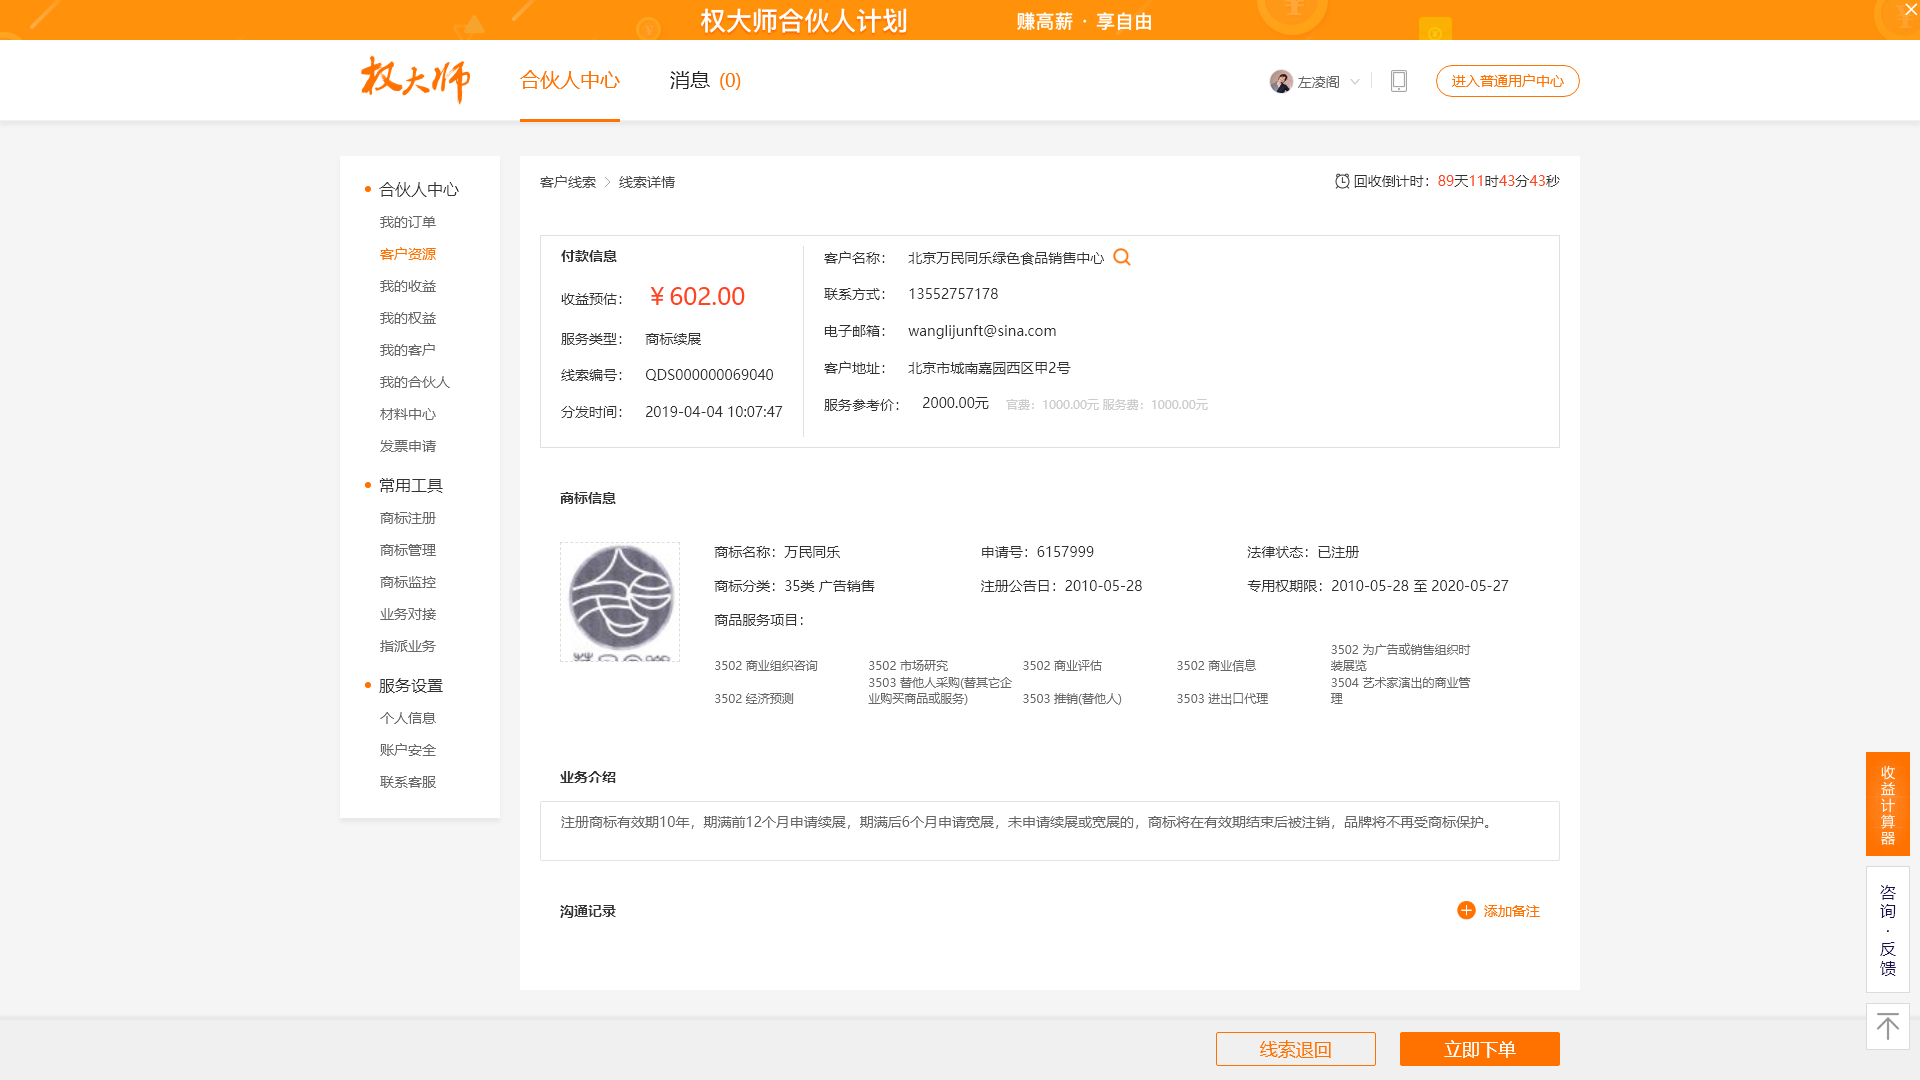 权大师合伙人计划 赚高薪 · 享自由
权大师
合伙人中心
消息 (0)
左凌阁
进入普通用户中心
合伙人中心
我的订单
客户资源
我的收益
我的权益
我的客户
我的合伙人
材料中心
发票申请
常用工具
商标注册
商标管理
商标监控
业务对接
指派业务
服务设置
个人信息
账户安全
联系客服
客户线索 > 线索详情
回收倒计时：89天11时43分43秒
付款信息
收益预估： ¥ 602.00
服务类型： 商标续展
线索编号： QDS000000069040
分发时间： 2019-04-04 10:07:47
客户名称： 北京万民同乐绿色食品销售中心
联系方式： 13552757178
电子邮箱： wanglijunft@sina.com
客户地址： 北京市城南嘉园西区甲2号
服务参考价： 2000.00元 官费：1000.00元 服务费：1000.00元
商标信息
商标名称：万民同乐 申请号：6157999 法律状态：已注册
商标分类：35类 广告销售 注册公告日：2010-05-28 专用权期限：2010-05-28 至 2020-05-27
商品服务项目：
3502 商业组织咨询
3502 市场研究
3502 商业评估
3502 商业信息
3502 为广告或销售组织时
装展览
3502 经济预测
3503 替他人采购(替其它企
业购买商品或服务)
3503 推销(替他人)
3503 进出口代理
3504 艺术家演出的商业管
理
业务介绍
注册商标有效期10年，期满前12个月申请续展，期满后6个月申请宽展，未申请续展或宽展的，商标将在有效期结束后被注销，品牌将不再受商标保护。
沟通记录
添加备注
收益计算器
咨询·反馈
线索退回
立即下单